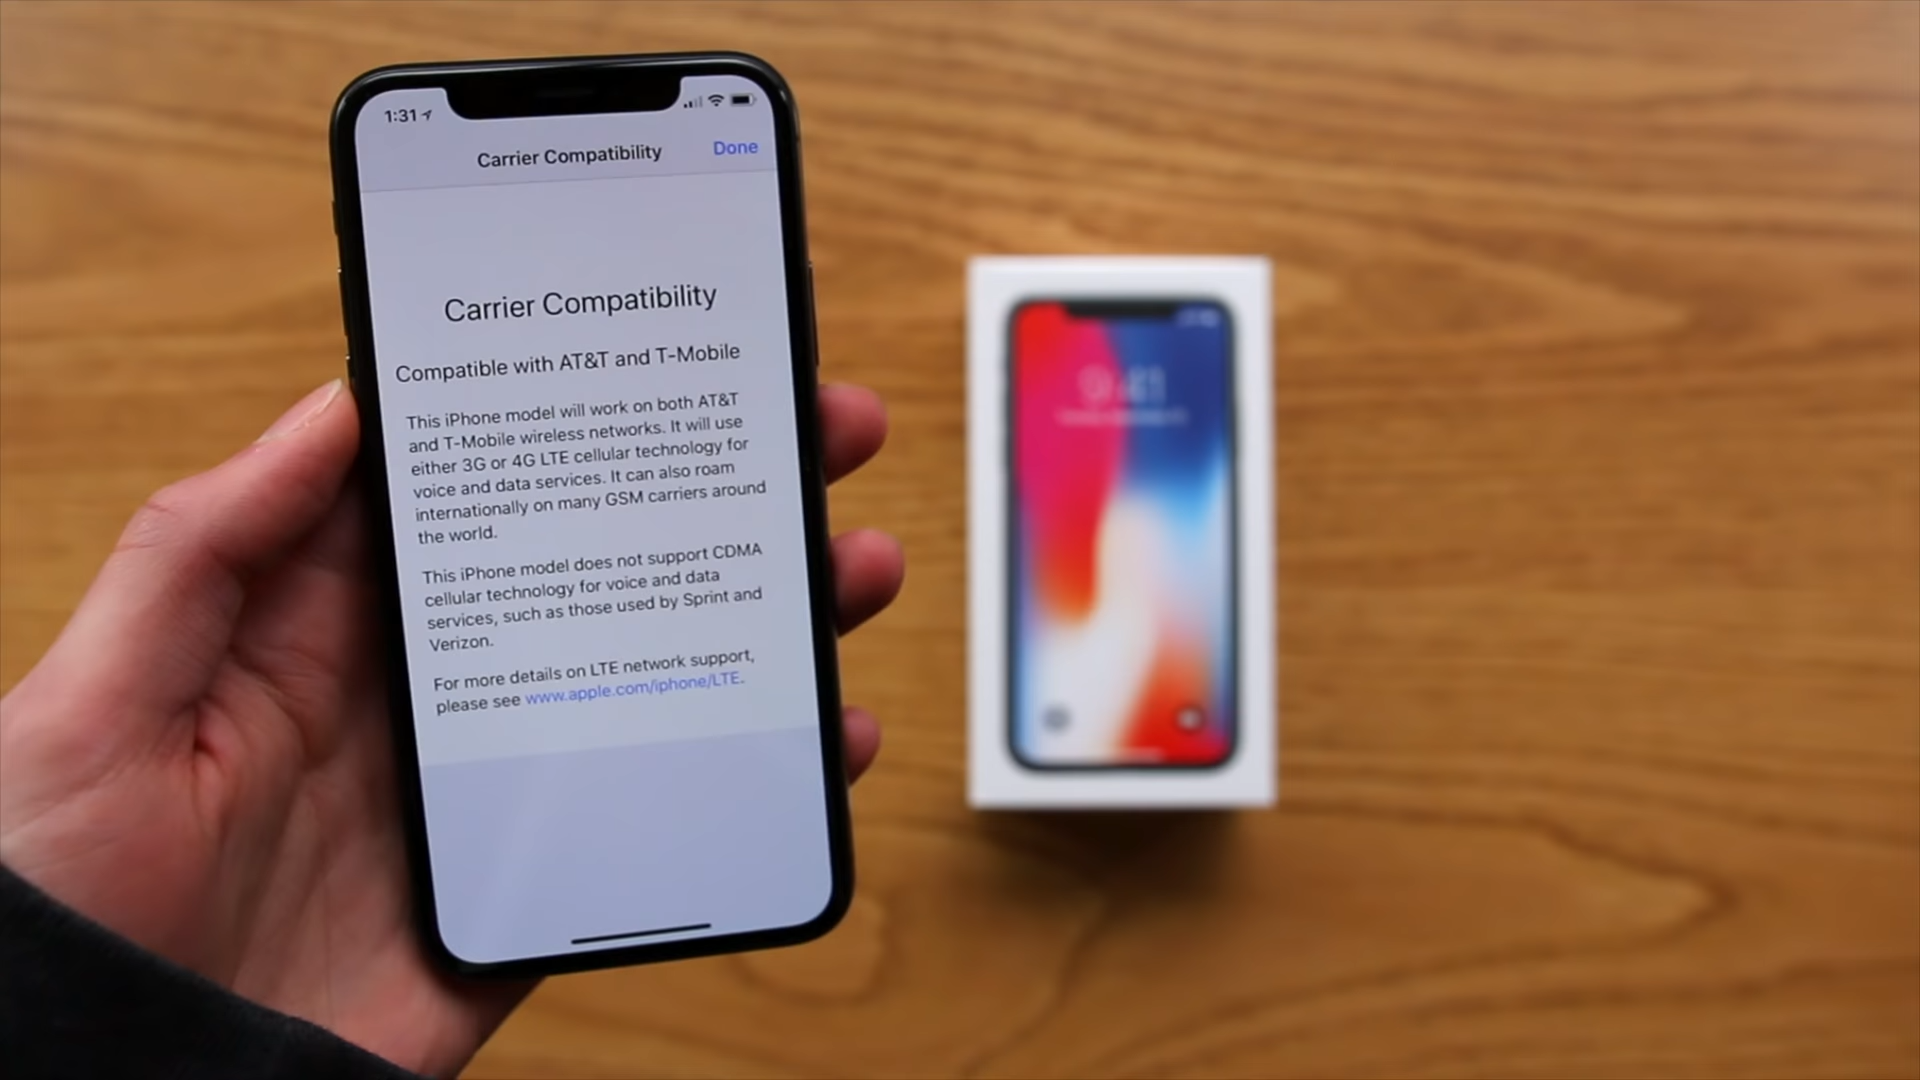 1:31
Carrier Compatibility
Done
Carrier Compatibility
Compatible with AT&T and T-Mobile
This iPhone model will work on both AT&T
and T-Mobile wireless networks. It will use
either 3G or 4G LTE cellular technology for
voice and data services. It can also roam
internationally on many GSM carriers around
the world.
This iPhone model does not support CDMA
cellular technology for voice and data
services, such as those used by Sprint and
Verizon.
For more details on LTE network support,
please see www.apple.com/iphone/LTE.
9:41